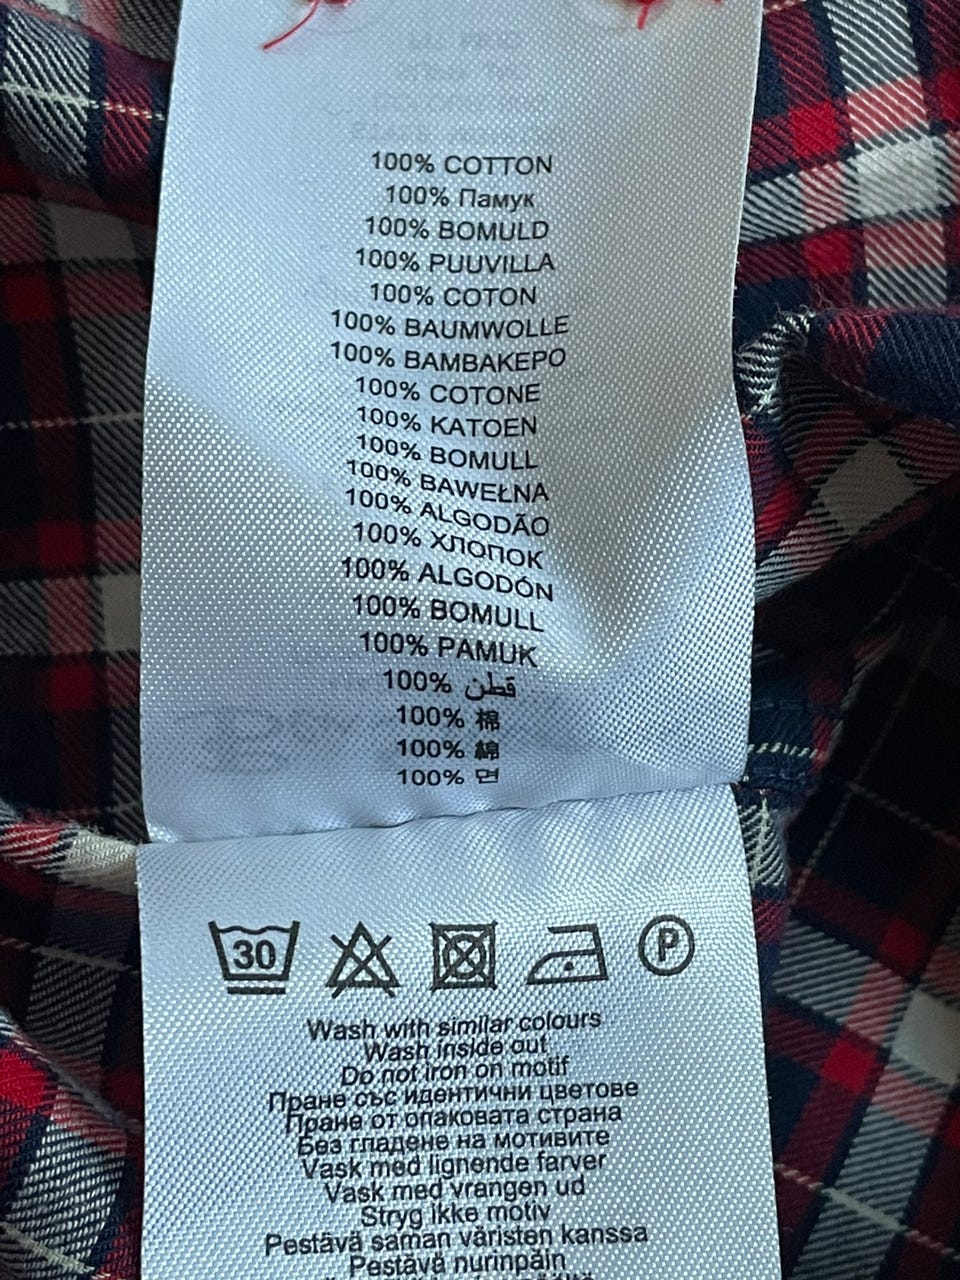 100% COTTON
100% Памук
100% BOMULD
100% PUUVILLA
100% COTON
100% BAUMWOLLE
100% ΒΑΜΒΑΚΕΡΟ
100% COTONE
100% KATOEN
100% BOMULL
100% BAWEŁNA
100% ALGODÃO
100% ХЛОПОК
100% ALGODÓN
100% BOMULL
100% PAMUK
100% قطن
100% 棉
100% 綿
100% 면
30
P
Wash with similar colours
Wash inside out
Do not iron on motif
Пране със идентични цветове
Пране от опаковата страна
Без гладене на мотивите
Vask med lignende farver
Vask med vrangen ud
Stryg ikke motiv
Pestävä saman väristen kanssa
Pestävä nurinpäin